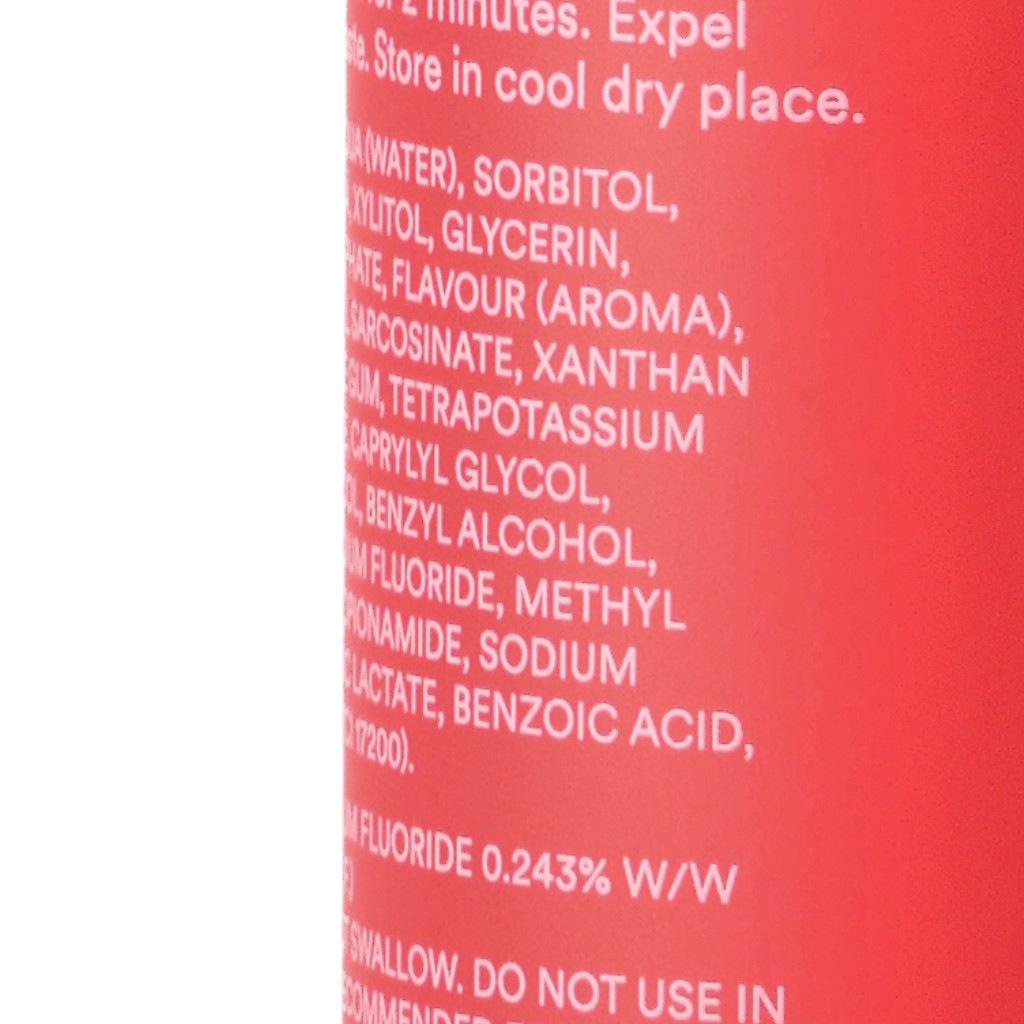 2 minutes. Expel
Store in cool dry place.
(WATER), SORBITOL,
XYLITOL, GLYCERIN,
FLAVOUR (AROMA),
SARCOSINATE, XANTHAN
GUM, TETRAPOTASSIUM
CAPRYLYL GLYCOL,
BENZYL ALCOHOL,
FLUORIDE, METHYL
SODIUM
LACTATE, BENZOIC ACID,
17200).
FLUORIDE 0.243% W/W
SWALLOW. DO NOT USE IN